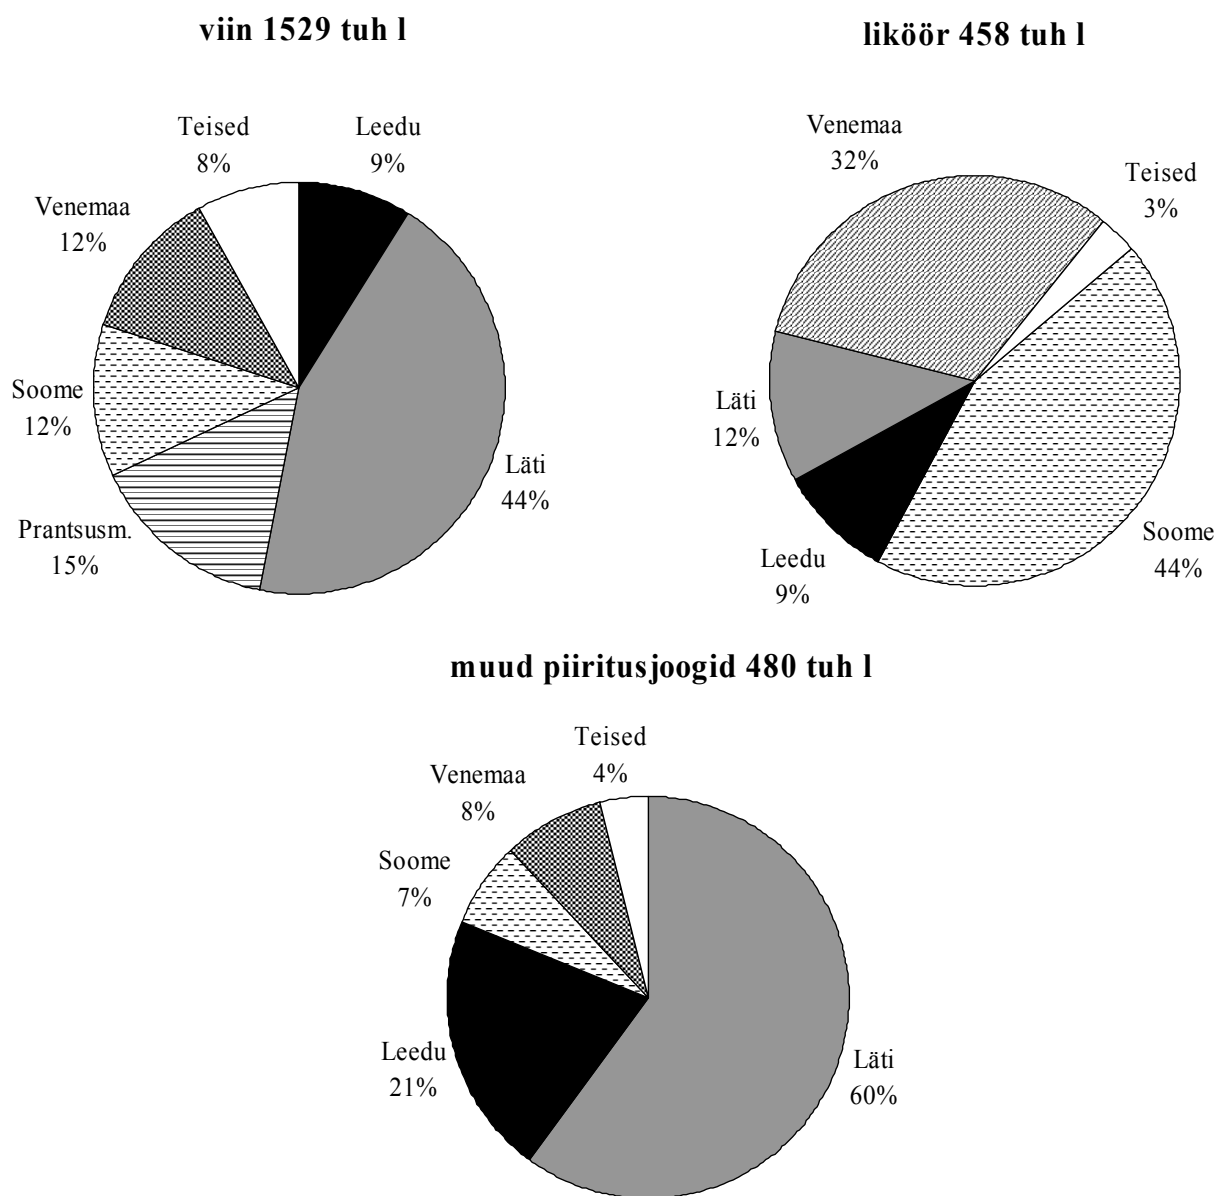 viin 1529 tuh l
Teised
8%
Leedu
9%
Venemaa
12%
Soome
12%
Läti
44%
Prantsusm.
15%
liköör 458 tuh l
Venemaa
32%
Teised
3%
Läti
12%
Soome
44%
Leedu
9%
muud piiritusjoogid 480 tuh l
Teised
4%
Venemaa
8%
Soome
7%
Leedu
21%
Läti
60%